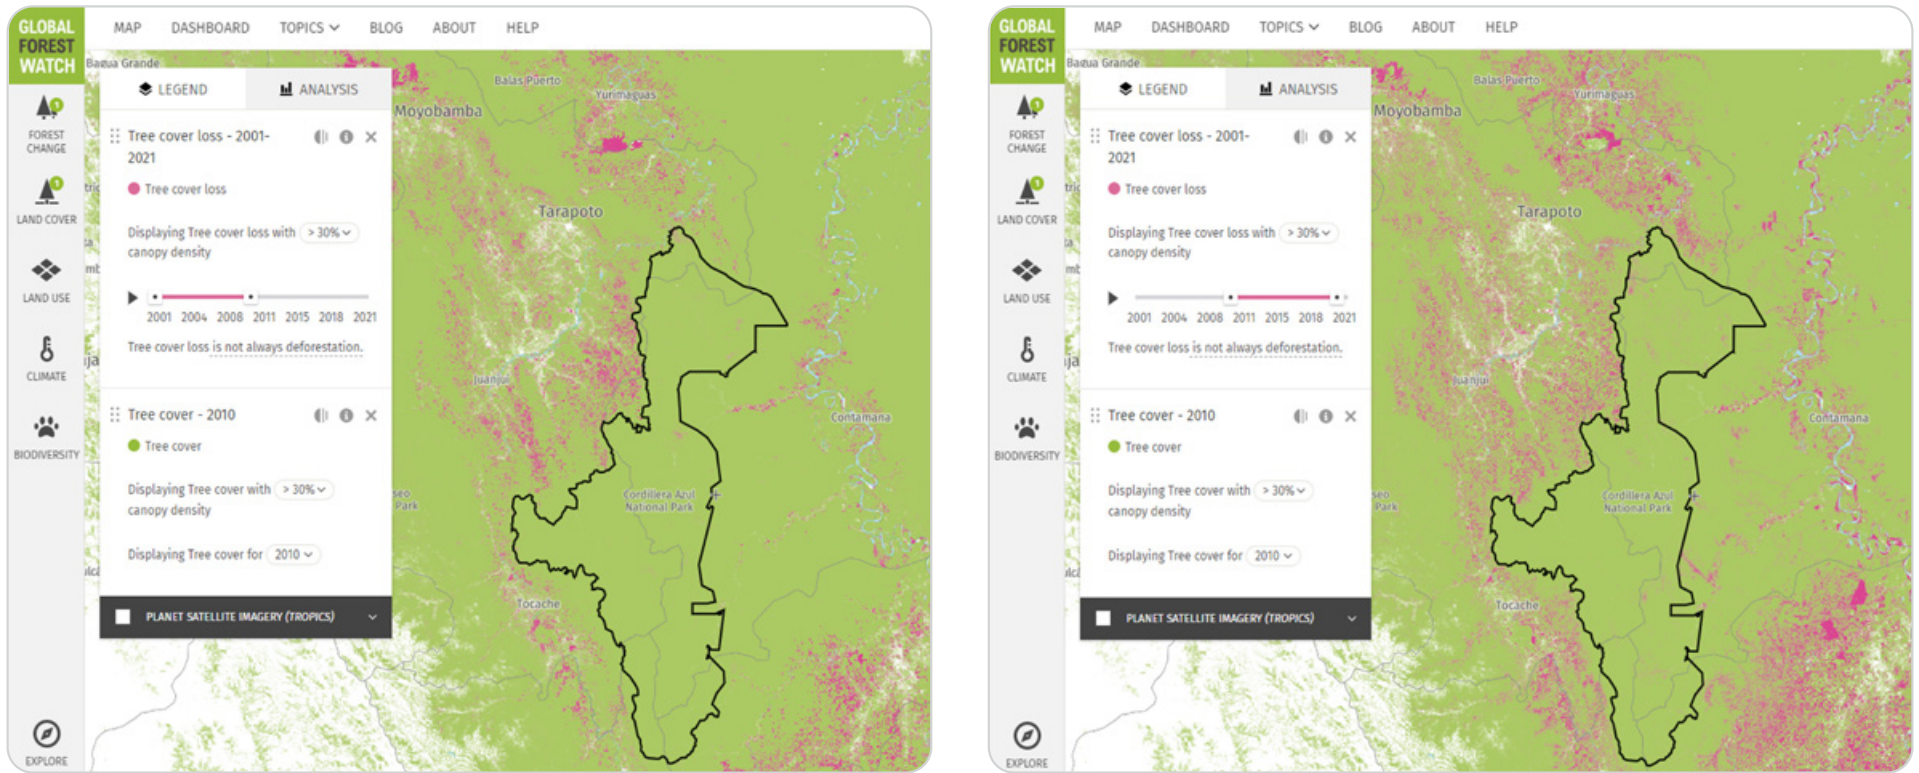 GLOBAL
FOREST
WATCH
MAP DASHBOARD TOPICS BLOG ABOUT HELP
FOREST
CHANGE
LAND COVER
LAND USE
CLIMATE
BIODIVERSITY
EXPLORE
LEGEND ANALYSIS
Tree cover loss - 2001-
2021
Tree cover loss
Displaying Tree cover loss with > 30%
canopy density
2001 2004 2008 2011 2015 2018 2021
Tree cover loss is not always deforestation.
Tree cover - 2010
Tree cover
Displaying Tree cover with > 30%
canopy density
Displaying Tree cover for 2010
PLANET SATELLITE IMAGERY (TROPICS)
Bagua Grande
Balas Puerto
Yurimaguas
Moyobamba
Tarapoto
Juanjuí
Contamana
Cordillera Azul
National Park
Park
Tocache
GLOBAL
FOREST
WATCH
MAP DASHBOARD TOPICS BLOG ABOUT HELP
FOREST
CHANGE
LAND COVER
LAND USE
CLIMATE
BIODIVERSITY
EXPLORE
LEGEND ANALYSIS
Tree cover loss - 2001-
2021
Tree cover loss
Displaying Tree cover loss with > 30%
canopy density
2001 2004 2008 2011 2015 2018 2021
Tree cover loss is not always deforestation.
Tree cover - 2010
Tree cover
Displaying Tree cover with > 30%
canopy density
Displaying Tree cover for 2010
PLANET SATELLITE IMAGERY (TROPICS)
Bagua Grande
Balas Puerto
Yurimaguas
Moyobamba
Tarapoto
Juanjuí
Contamana
Cordillera Azul
National Park
Park
Tocache